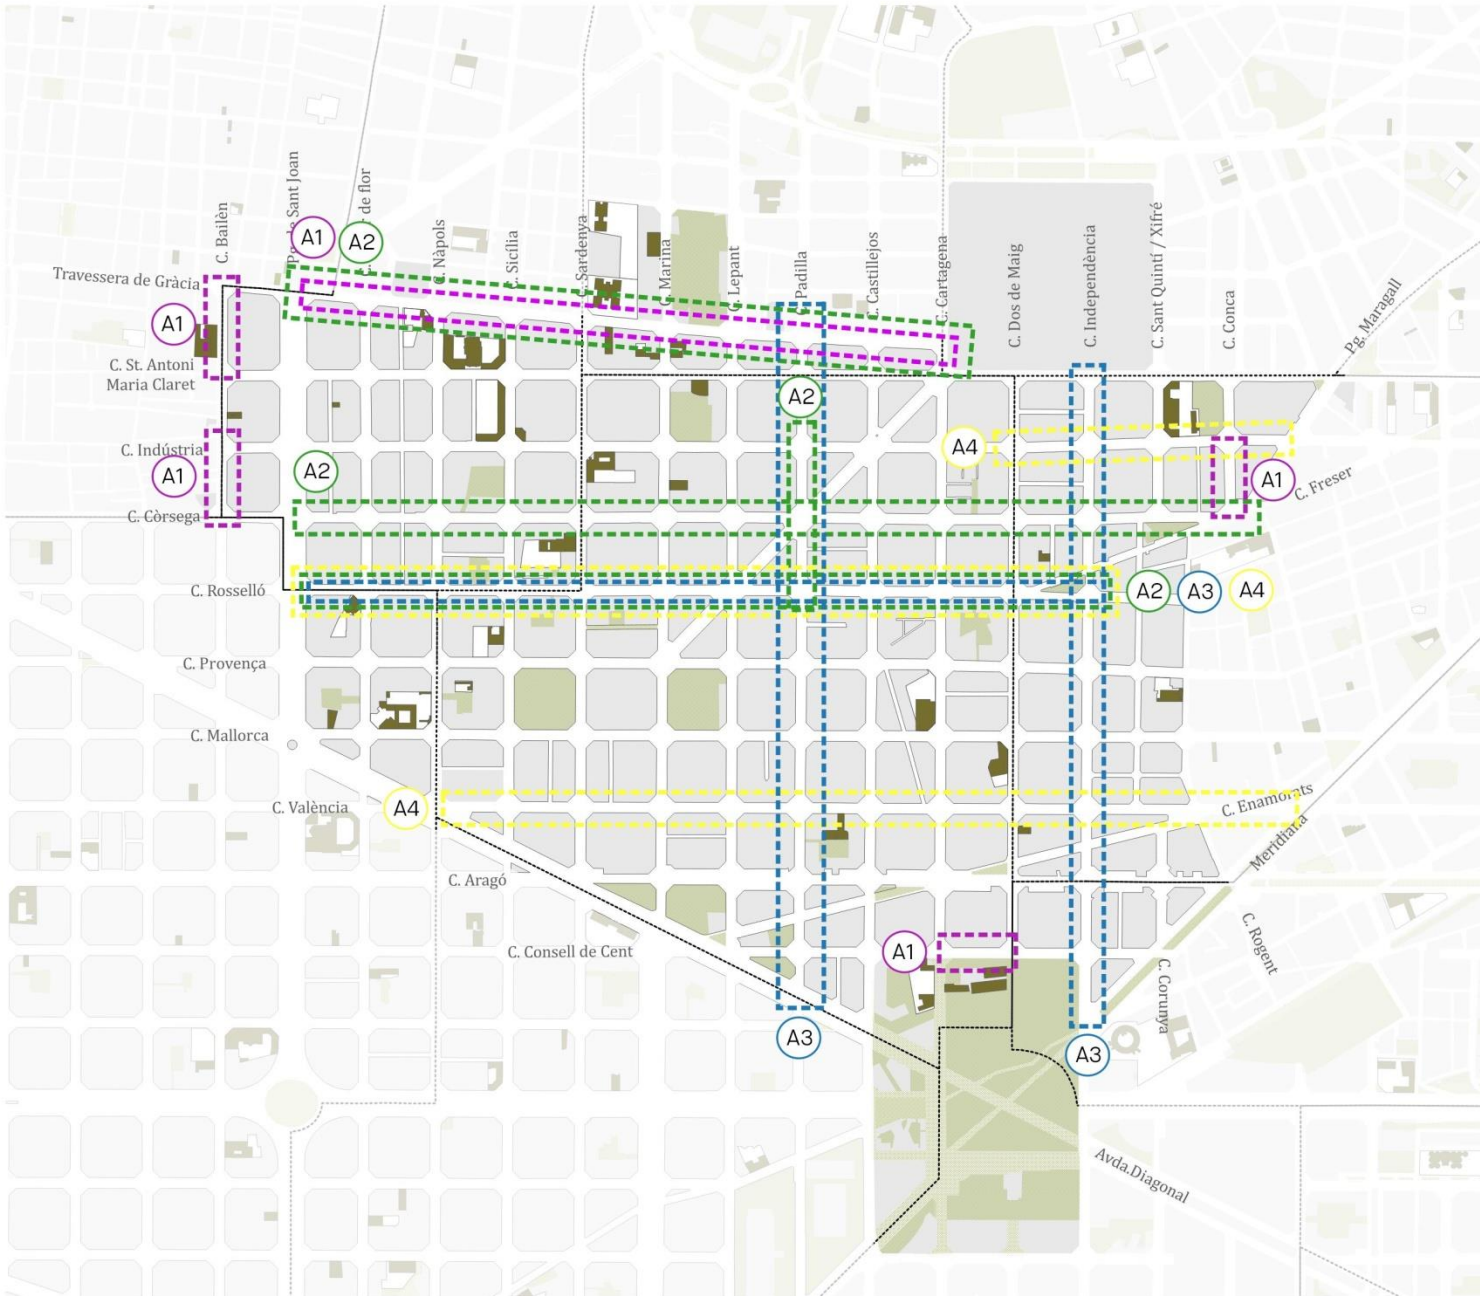 C. Bailèn
Pg. de Sant Joan
de flor
C. Nàpols
C. Sicília
C. Sardenya
C. Marina
C. Lepant
C. Padilla
C. Castillejos
C. Cartagena
C. Dos de Maig
C. Independència
C. Sant Quintí / Xifré
C. Conca
Pg. Maragall
A1
A2
Travessera de Gràcia
A1
C. St. Antoni
Maria Claret
A2
C. Indústria
A4
A1
A2
A1
C. Freser
C. Còrsega
C. Rosselló
A2
A3
A4
C. Provença
C. Mallorca
C. València
A4
C. Enamorats
Meridiana
C. Aragó
C. Consell de Cent
A1
C. Rogent
C. Corunya
A3
A3
Avda.Diagonal